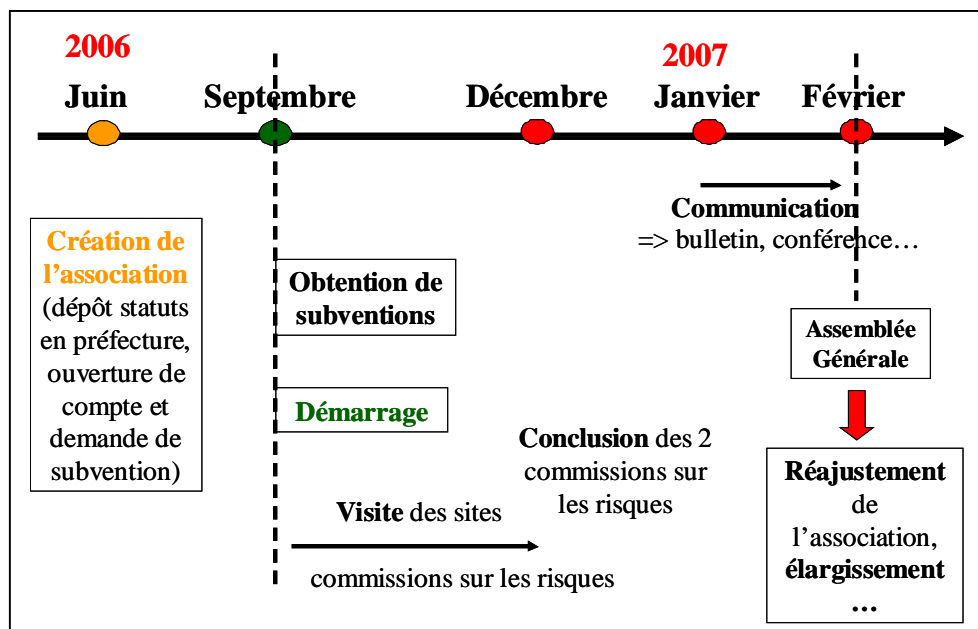 2006
2007
Juin Septembre Décembre Janvier Février
Communication
=> bulletin, conférence…
Création de
l’association
(dépôt statuts
en préfecture,
ouverture de
compte et
demande de
subvention)
Obtention de
subventions
Démarrage
Visite des sites
commissions sur les risques
Conclusion des 2
commissions sur
les risques
Assemblée
Générale
Réajustement
de
l’association,
élargissement
…